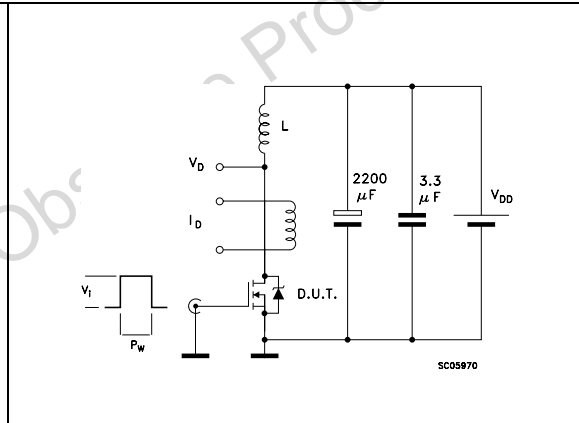 L
V_D
2200
μF
3.3
μF
V_DD
I_D
D.U.T.
V_i
P_W
SC05970